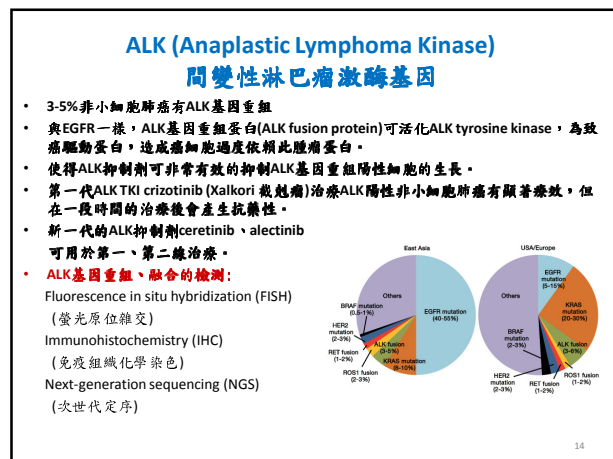 ALK (Anaplastic Lymphoma Kinase)
間變性淋巴瘤激酶基因
• 3-5%非小細胞肺癌有ALK基因重組
• 與EGFR一樣，ALK基因重組蛋白(ALK fusion protein)可活化ALK tyrosine kinase，為致
癌驅動蛋白，造成癌細胞過度依賴此腫瘤蛋白。
• 使得ALK抑制劑可非常有效的抑制ALK基因重組陽性細胞的生長。
• 第一代ALK TKI crizotinib (Xalkori 截剋瘤)治療ALK陽性非小細胞肺癌有顯著療效，但
在一段時間的治療後會產生抗藥性。
• 新一代的ALK抑制劑ceretinib、alectinib
可用於第一、第二線治療。
• ALK基因重組、融合的檢測:
Fluorescence in situ hybridization (FISH)
(螢光原位雜交)
Immunohistochemistry (IHC)
(免疫組織化學染色)
Next-generation sequencing (NGS)
(次世代定序)
East Asia
Others
EGFR mutation
(40-55%)
BRAF mutation
(0.5-1%)
HER2
mutation
(2-3%)
RET fusion
(1-2%)
ROS1 fusion
(2-3%)
ALK fusion
(3-5%)
KRAS mutation
(8-10%)
USA/Europe
EGFR
mutation
(5-15%)
KRAS
mutation
(20-30%)
Others
BRAF
mutation
(2-3%)
ALK fusion
(3-6%)
HER2
mutation
(2-3%)
RET fusion
(1-2%)
ROS1 fusion
(1-2%)
14